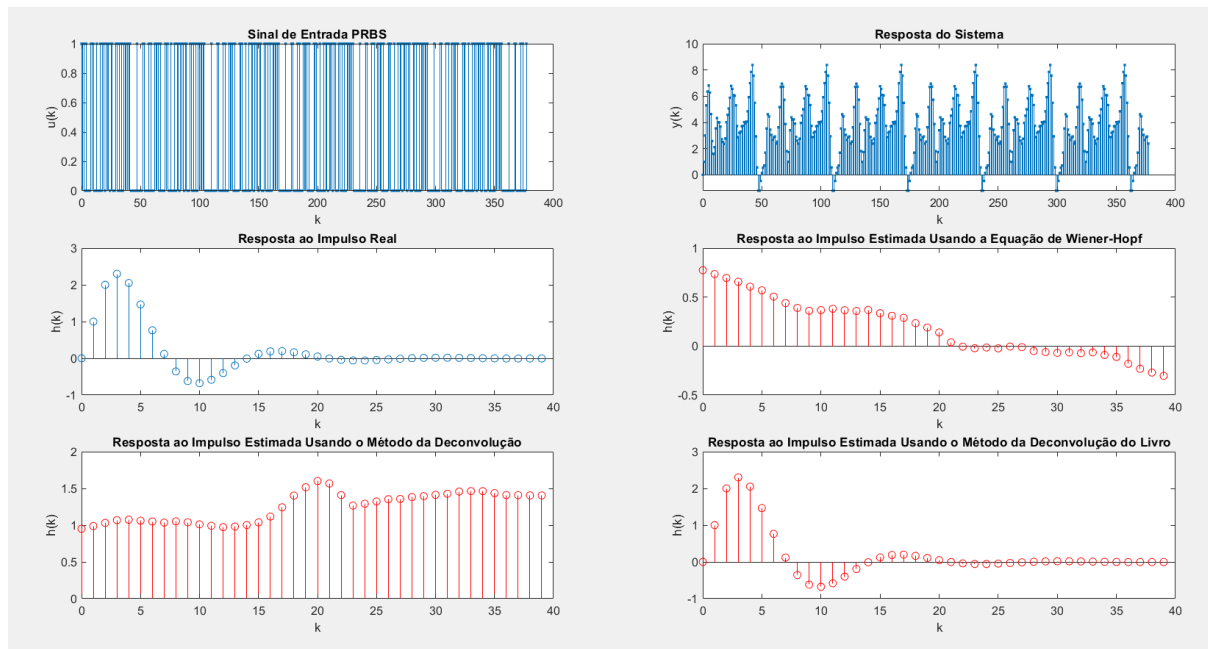 Sinal de Entrada PRBS
1
0.8
0.6
0.4
0.2
0
u(k)
0 50 100 150 200 250 300 350 400
k
Resposta do Sistema
10
8
6
4
2
0
y(k)
0 50 100 150 200 250 300 350 400
k
Resposta ao Impulso Real
3
2
1
0
-1
h(k)
0 5 10 15 20 25 30 35 40
k
Resposta ao Impulso Estimada Usando a Equação de Wiener-Hopf
1
0.5
0
-0.5
h(k)
0 5 10 15 20 25 30 35 40
k
Resposta ao Impulso Estimada Usando o Método da Deconvolução
2
1.5
1
0.5
0
h(k)
0 5 10 15 20 25 30 35 40
k
Resposta ao Impulso Estimada Usando o Método da Deconvolução do Livro
3
2
1
0
-1
h(k)
0 5 10 15 20 25 30 35 40
k